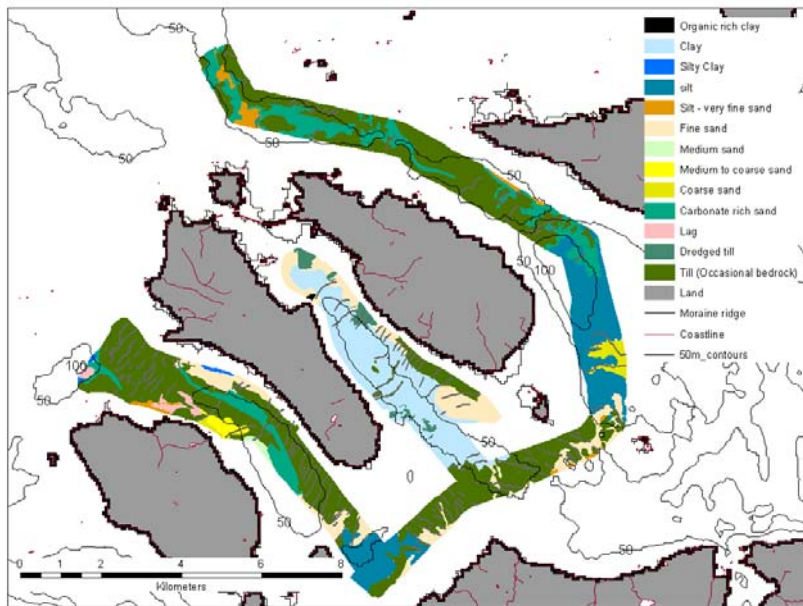 Organic rich clay
Clay
Silty Clay
silt
Silt - very fine sand
Fine sand
Medium sand
Medium to coarse sand
Coarse sand
Carbonate rich sand
Lag
Dredged till
Till (Occasional bedrock)
Land
Moraine ridge
Coastline
50m_contours
50
50
50
50
50
100
100
50
50
50
50
0
0 1 2 4 6 8
Kilometers